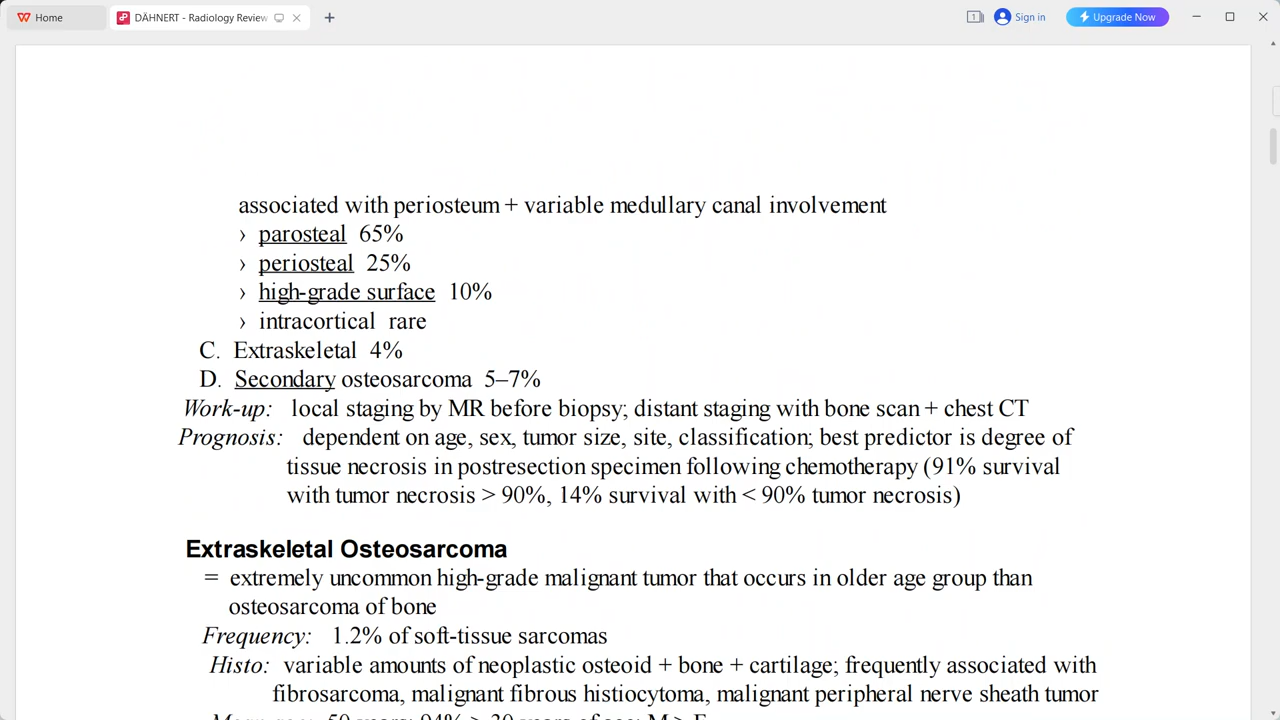 Home
DÄHNERT - Radiology Review
1
Sign in
Upgrade Now
associated with periosteum + variable medullary canal involvement
› parosteal 65%
› periosteal 25%
› high-grade surface 10%
› intracortical rare
C. Extraskeletal 4%
D. Secondary osteosarcoma 5–7%
Work-up: local staging by MR before biopsy; distant staging with bone scan + chest CT
Prognosis: dependent on age, sex, tumor size, site, classification; best predictor is degree of
tissue necrosis in postresection specimen following chemotherapy (91% survival
with tumor necrosis > 90%, 14% survival with < 90% tumor necrosis)
Extraskeletal Osteosarcoma
= extremely uncommon high-grade malignant tumor that occurs in older age group than
osteosarcoma of bone
Frequency: 1.2% of soft-tissue sarcomas
Histo: variable amounts of neoplastic osteoid + bone + cartilage; frequently associated with
fibrosarcoma, malignant fibrous histiocytoma, malignant peripheral nerve sheath tumor